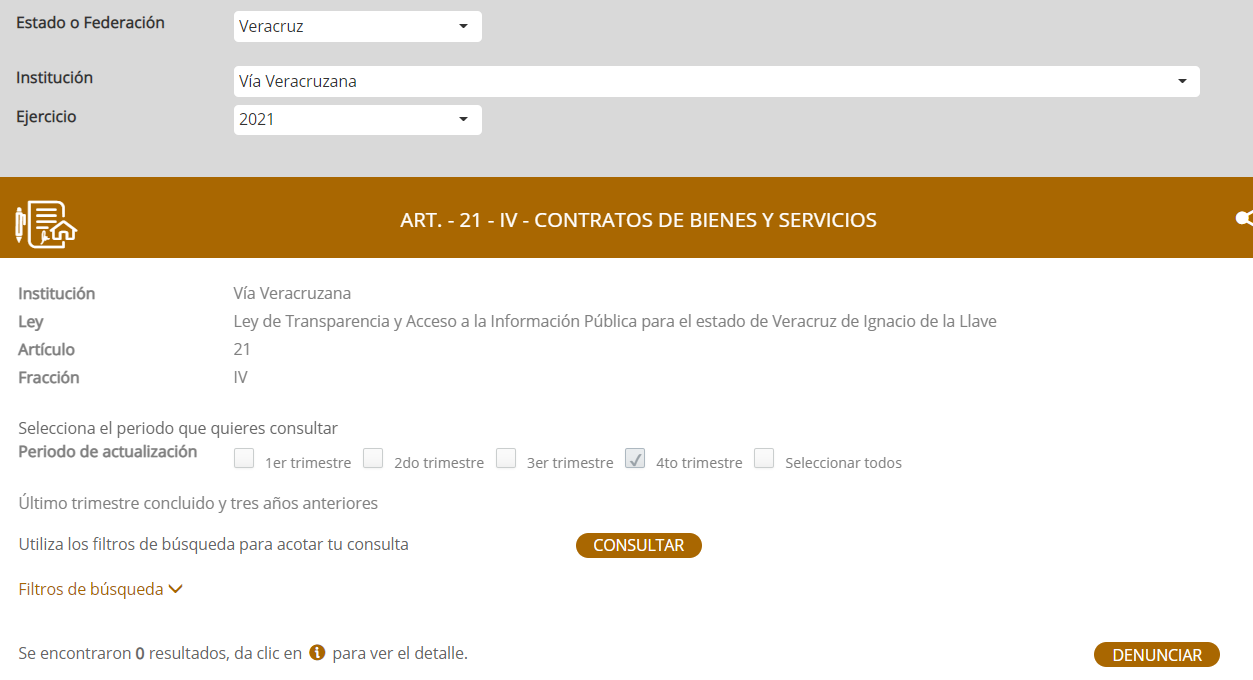 Estado o Federación Veracruz
Institución Vía Veracruzana
Ejercicio 2021
ART. - 21 - IV - CONTRATOS DE BIENES Y SERVICIOS
Institución Vía Veracruzana
Ley Ley de Transparencia y Acceso a la Información Pública para el estado de Veracruz de Ignacio de la Llave
Artículo 21
Fracción IV
Selecciona el periodo que quieres consultar
Periodo de actualización 1er trimestre 2do trimestre 3er trimestre 4to trimestre Seleccionar todos
Último trimestre concluido y tres años anteriores
Utiliza los filtros de búsqueda para acotar tu consulta CONSULTAR
Filtros de búsqueda
Se encontraron 0 resultados, da clic en i para ver el detalle. DENUNCIAR